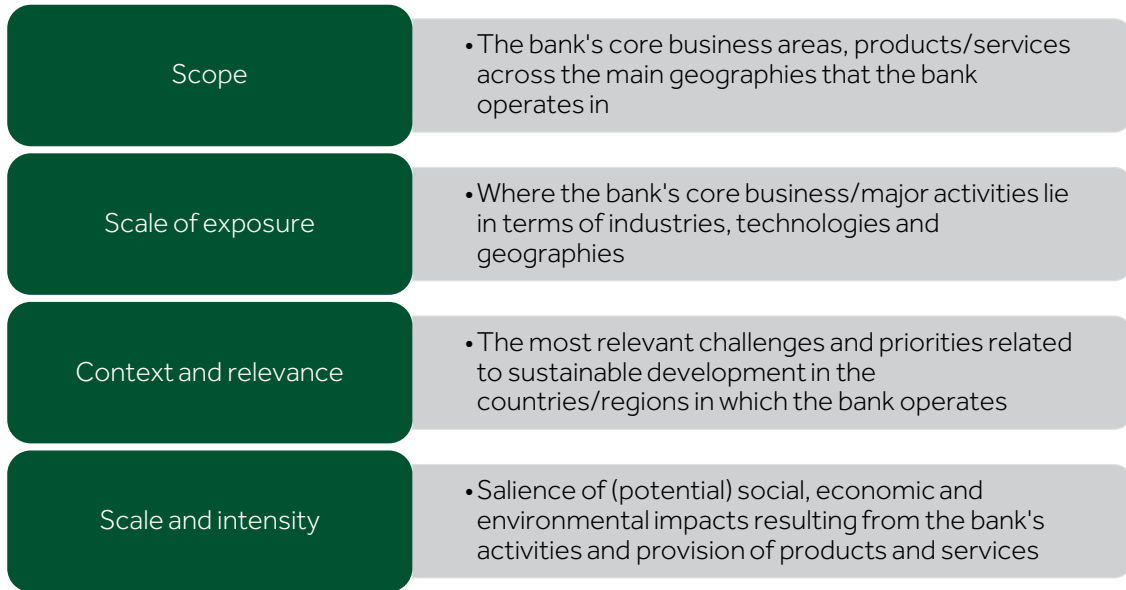 Scope
•The bank's core business areas, products/services
across the main geographies that the bank
operates in
Scale of exposure
•Where the bank's core business/major activities lie
in terms of industries, technologies and
geographies
Context and relevance
•The most relevant challenges and priorities related
to sustainable development in the
countries/regions in which the bank operates
Scale and intensity
•Salience of (potential) social, economic and
environmental impacts resulting from the bank's
activities and provision of products and services